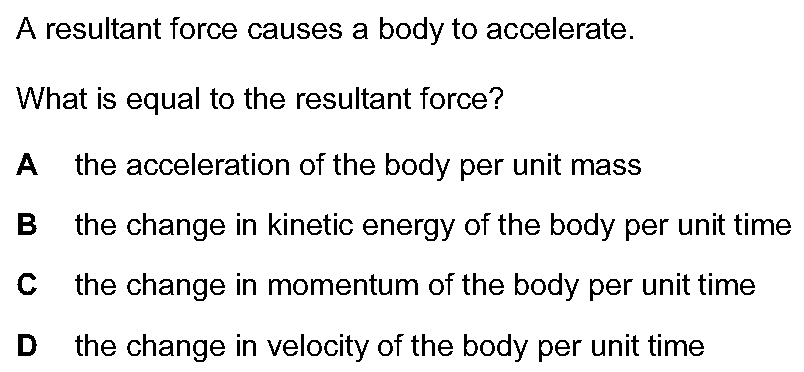 A resultant force causes a body to accelerate.
What is equal to the resultant force?
A the acceleration of the body per unit mass
B the change in kinetic energy of the body per unit time
C the change in momentum of the body per unit time
D the change in velocity of the body per unit time